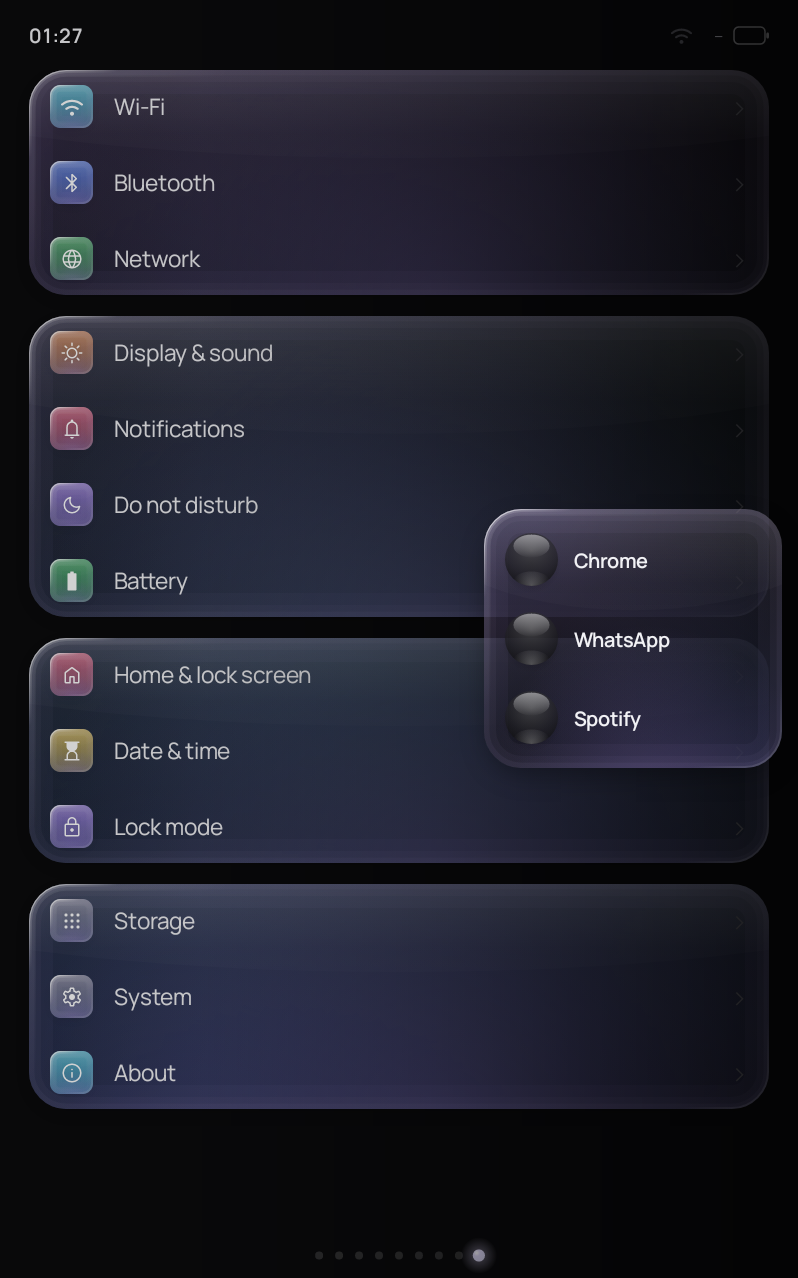 01:27
Wi-Fi
Bluetooth
Network
Display & sound
Notifications
Do not disturb
Battery
Chrome
WhatsApp
Spotify
Home & lock screen
Date & time
Lock mode
Storage
System
About